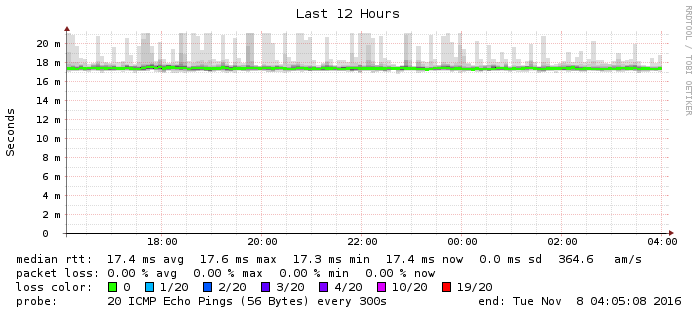 Last 12 Hours
RRDTOOL / TOBI OETIKER
Seconds
20 m
18 m
16 m
14 m
12 m
10 m
8 m
6 m
4 m
2 m
0
18:00 20:00 22:00 00:00 02:00 04:00
median rtt: 17.4 ms avg 17.6 ms max 17.3 ms min 17.4 ms now 0.0 ms sd 364.6 am/s
packet loss: 0.00 % avg 0.00 % max 0.00 % min 0.00 % now
loss color: 0 1/20 2/20 3/20 4/20 10/20 19/20
probe: 20 ICMP Echo Pings (56 Bytes) every 300s end: Tue Nov 8 04:05:08 2016